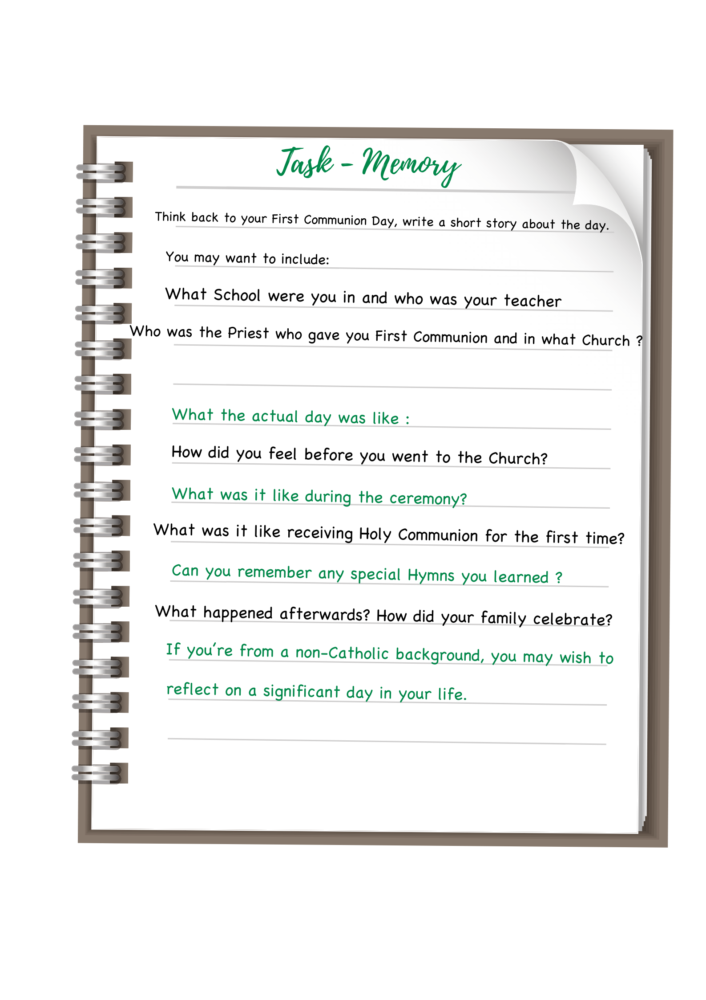 Task - Memory
Think back to your First Communion Day, write a short story about the day.
You may want to include:
What School were you in and who was your teacher
Who was the Priest who gave you First Communion and in what Church ?
What the actual day was like :
How did you feel before you went to the Church?
What was it like during the ceremony?
What was it like receiving Holy Communion for the first time?
Can you remember any special Hymns you learned ?
What happened afterwards? How did your family celebrate?
If you're from a non-Catholic background, you may wish to
reflect on a significant day in your life.